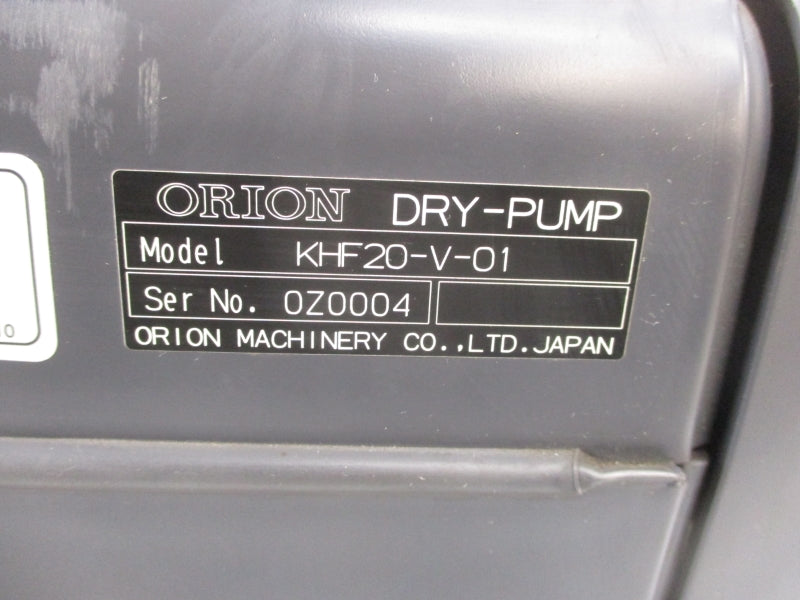 ORION DRY-PUMP
Model KHF20-V-01
Ser No. 0Z0004
ORION MACHINERY CO.,LTD.JAPAN